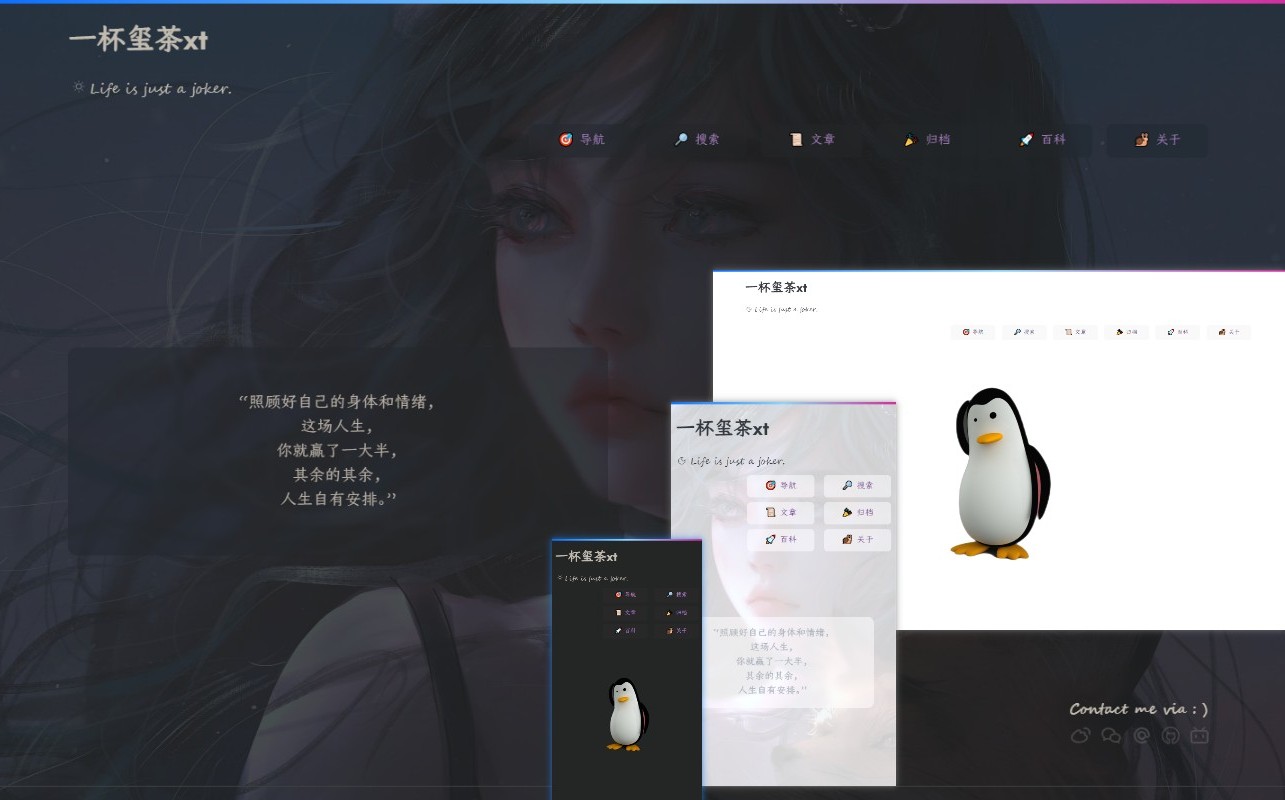 一杯玺茶xt
Life is just a joker.
导航 搜索 文章 归档 百科 关于
“照顾好自己的身体和情绪，
这场人生，
你就赢了一大半，
其余的其余，
人生自有安排。”
一杯玺茶xt
Life is just a joker.
导航 搜索 文章 归档 百科 关于
一杯玺茶xt
Life is just a joker.
导航 搜索
文章 归档
百科 关于
“照顾好自己的身体和情绪，
这场人生，
你就赢了一大半，
其余的其余，
人生自有安排。”
一杯玺茶xt
Life is just a joker.
导航 搜索
文章 归档
百科 关于
Contact me via : )